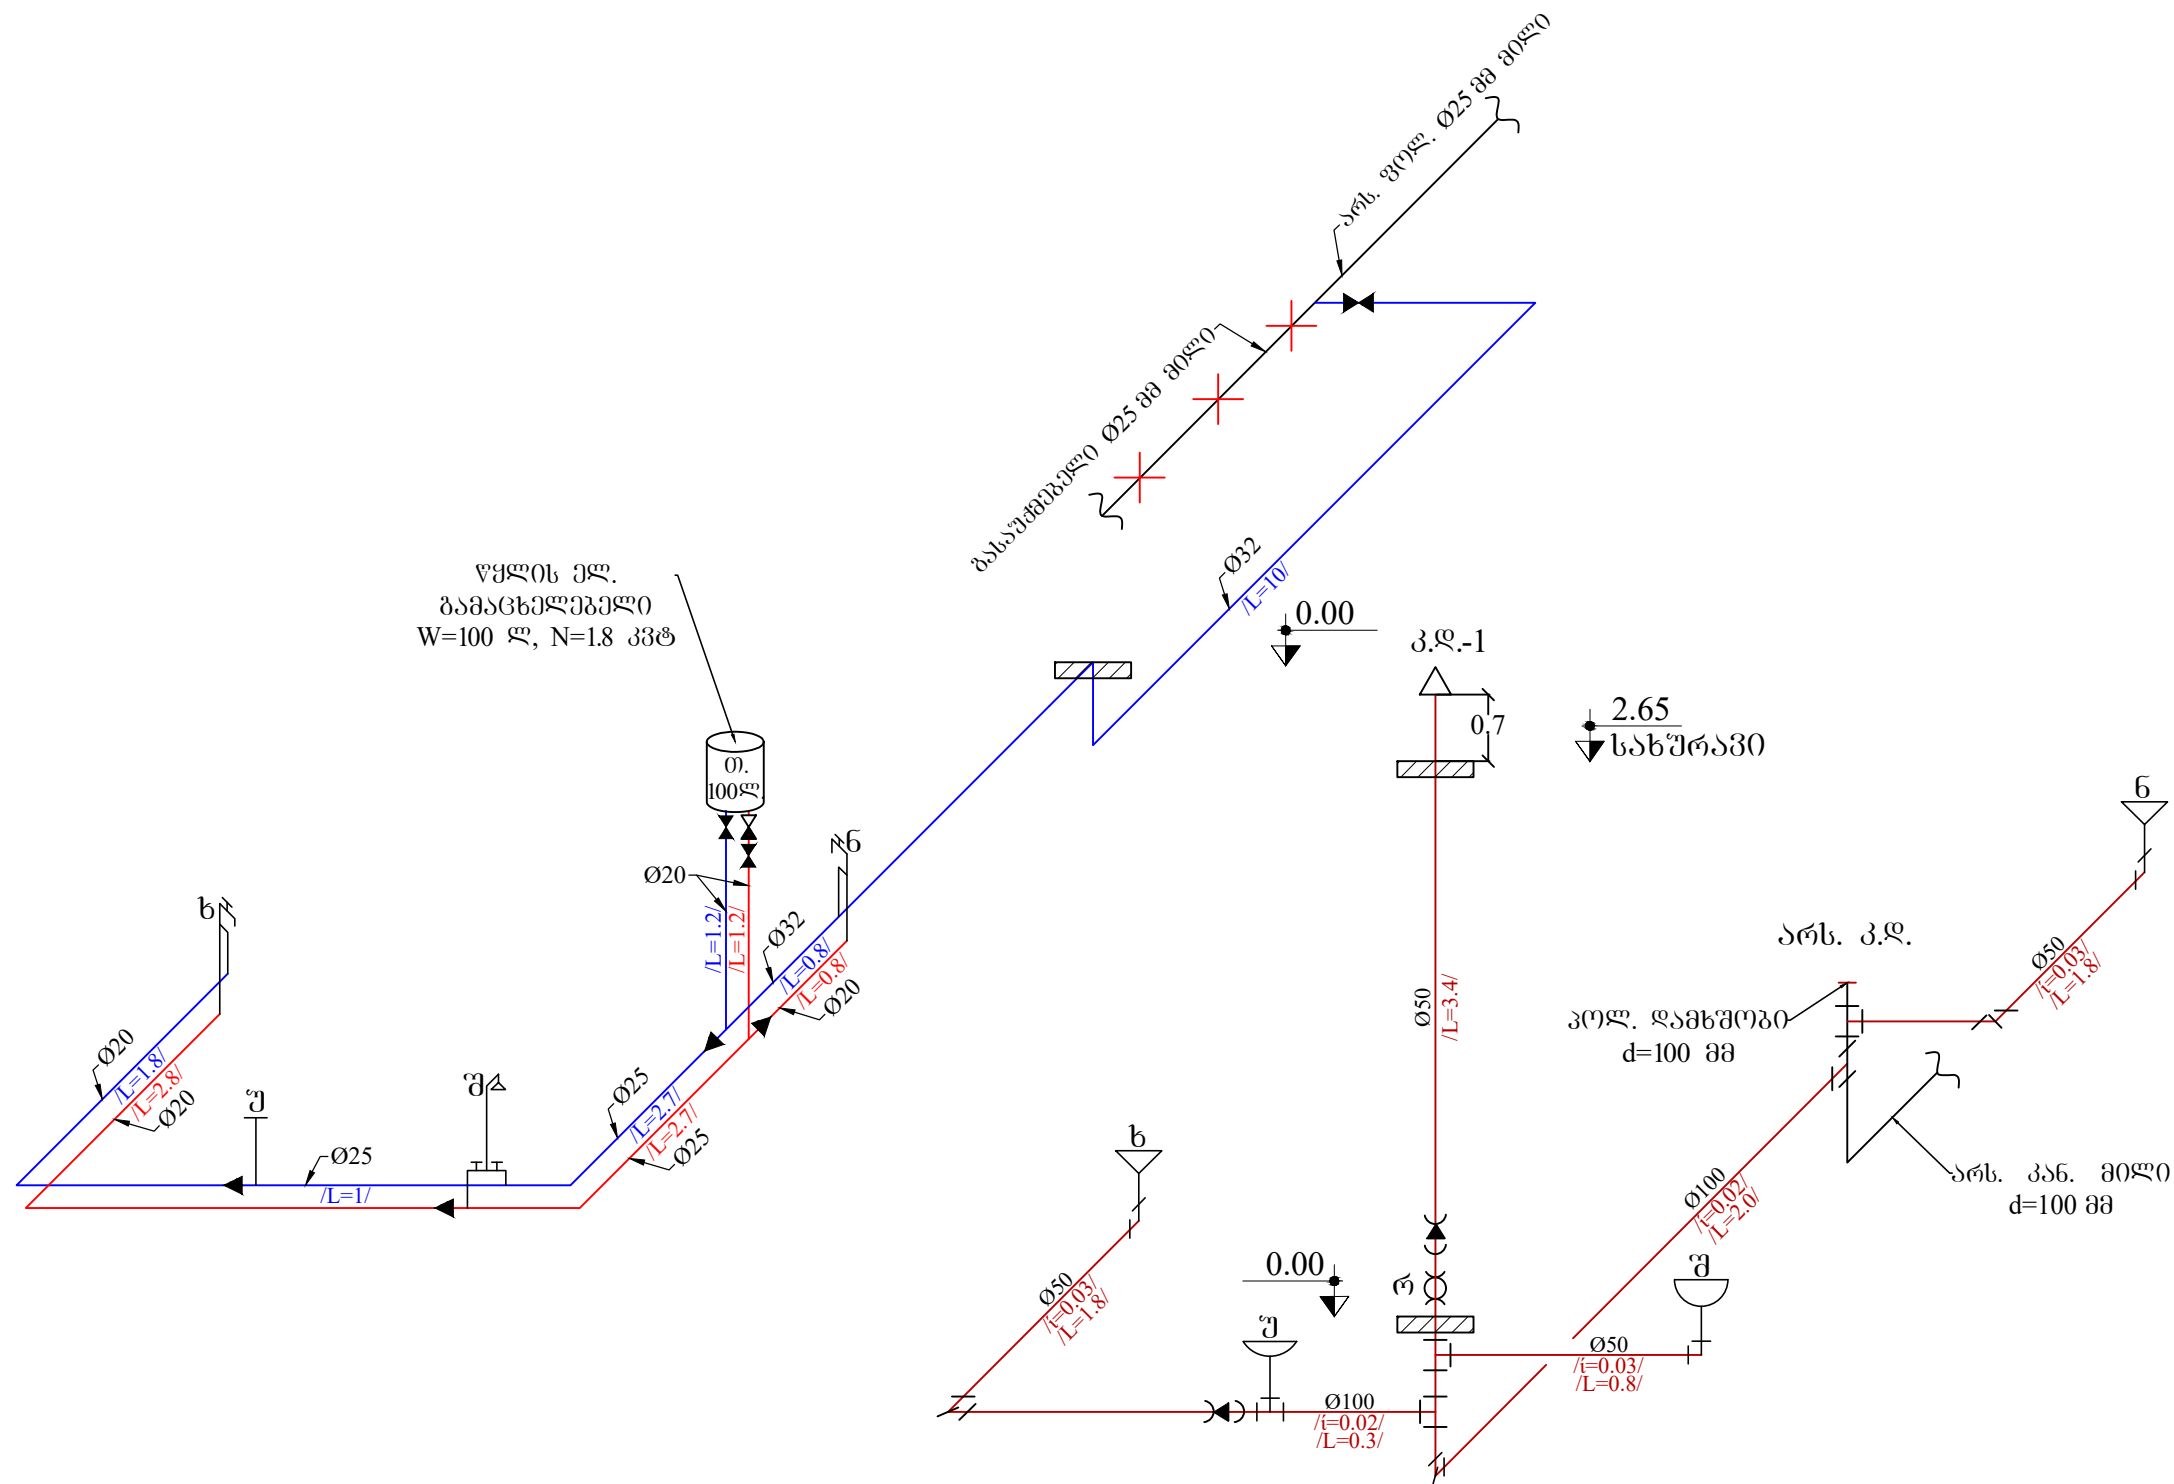 არს. ფოლ. Ø25 მმ მილი
გასაუქმებელი Ø25 მმ მილი
Ø32
/L=10/
0.00
წყლის ელ.
გამაცხელებელი
W=100 ლ, N=1.8 კვტ
თ.
100ლ.
Ø20
/L=1.2/
/L=1.2/
ნ
Ø32
/L=0.8/
/L=0.8/
Ø20
ხ
Ø20
/L=1.8/
/L=2.8/
Ø20
უ
შ
Ø25
/L=1/
Ø25
/L=2.7/
/L=2.7/
Ø25
კ.დ.-1
0.7
2.65
სახურავი
Ø50
/L=3.4/
ნ
Ø50
/í=0.03/
/L=1.8/
არს. კ.დ.
პოლ. დამხშობი
d=100 მმ
არს. კან. მილი
d=100 მმ
Ø100
/í=0.02/
/L=2.0/
ხ
Ø50
/í=0.03/
/L=1.8/
0.00
რ
უ
შ
Ø50
/í=0.03/
/L=0.8/
Ø100
/í=0.02/
/L=0.3/